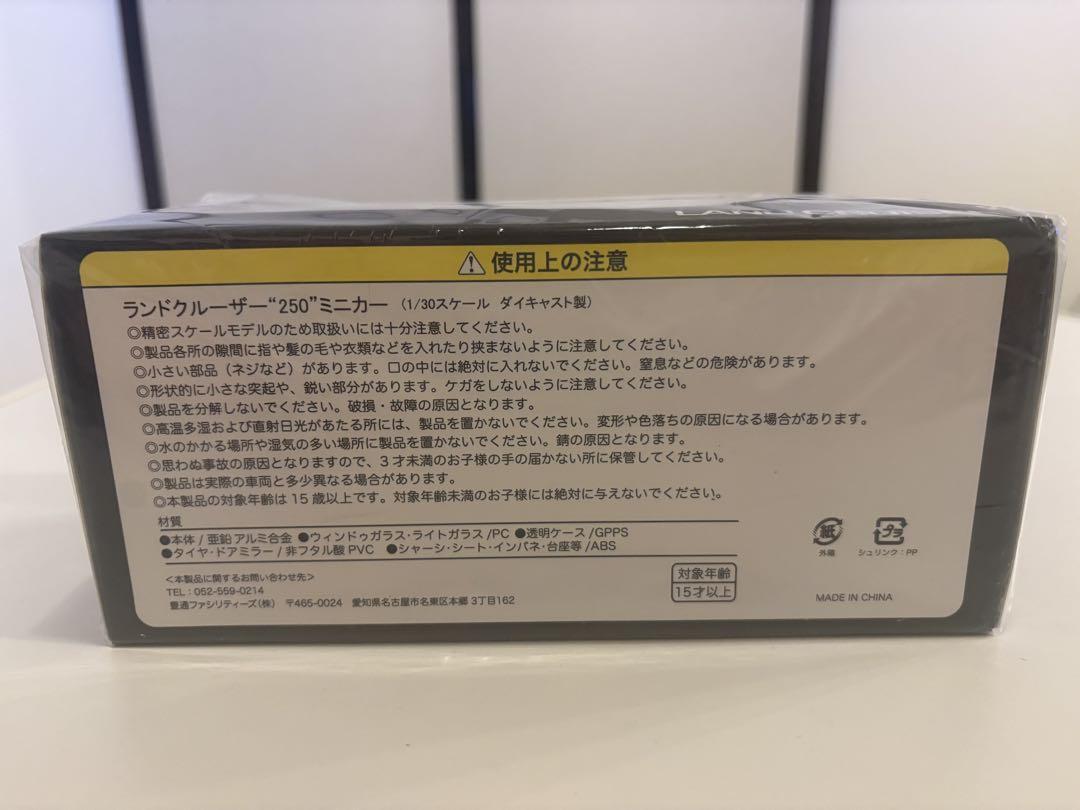 LAND CRUISER
⚠使用上の注意
ランドクルーザー“250”ミニカー （1/30スケール ダイキャスト製）
◎精密スケールモデルのため取扱いには十分注意してください。
◎製品各所の隙間に指や髪の毛や衣類などを入れたり挟まないように注意してください。
◎小さい部品（ネジなど）があります。口の中には絶対に入れないでください。窒息などの危険があります。
◎形状的に小さな突起や、鋭い部分があります。ケガをしないように注意してください。
◎製品を分解しないでください。破損・故障の原因となります。
◎高温多湿および直射日光があたる所には、製品を置かないでください。変形や色落ちの原因になる場合があります。
◎水のかかる場所や湿気の多い場所に製品を置かないでください。錆の原因となります。
◎思わぬ事故の原因となりますので、3才未満のお子様の手の届かない所に保管してください。
◎製品は実際の車両と多少異なる場合があります。
◎本製品の対象年齢は15歳以上です。対象年齢未満のお子様には絶対に与えないでください。
材質
●本体/亜鉛アルミ合金 ●ウィンドゥガラス・ライトガラス/PC ●透明ケース/GPPS
●タイヤ・ドアミラー/非フタル酸PVC ●シャーシ・シート・インパネ・台座等/ABS
＜本製品に関するお問い合わせ先＞
TEL：052-559-0214
豊通ファシリティーズ（株） 〒465-0024 愛知県名古屋市名東区本郷3丁目162
対象年齢
15才以上
紙
外箱
プラ
シュリンク：PP
MADE IN CHINA